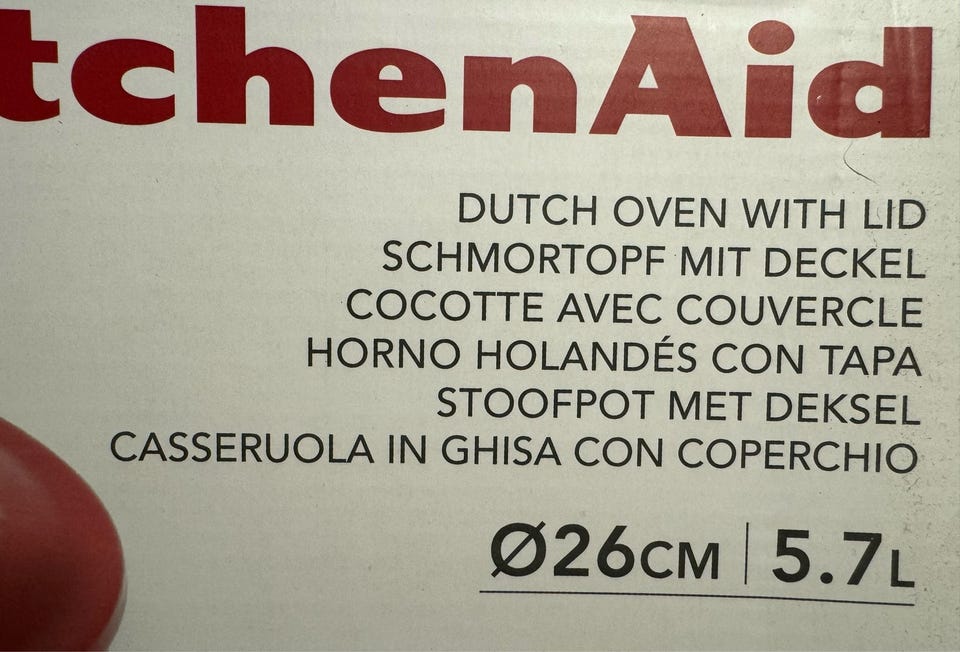 tchenAid
DUTCH OVEN WITH LID
SCHMORTOPF MIT DECKEL
COCOTTE AVEC COUVERCLE
HORNO HOLANDÉS CON TAPA
STOOFPOT MET DEKSEL
CASSERUOLA IN GHISA CON COPERCHIO
Ø26CM | 5.7L